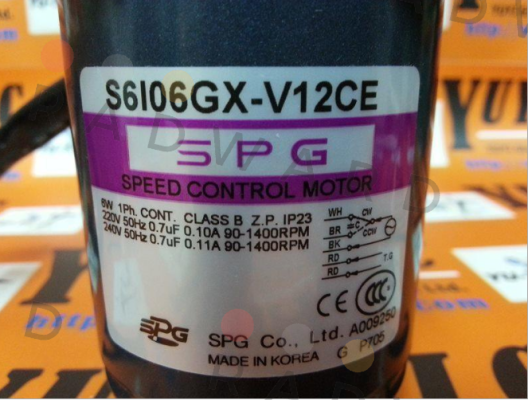 S6I06GX-V12CE
SPG
SPEED CONTROL MOTOR
6W 1Ph. CONT. CLASS B Z.P. IP23
220V 50Hz 0.7uF 0.10A 90-1400RPM
240V 50Hz 0.7uF 0.11A 90-1400RPM
WH CW
BR C CCW
BK
RD T.G
RD
CE CCC
SPG
SPG Co., Ltd. A009250
MADE IN KOREA G P705